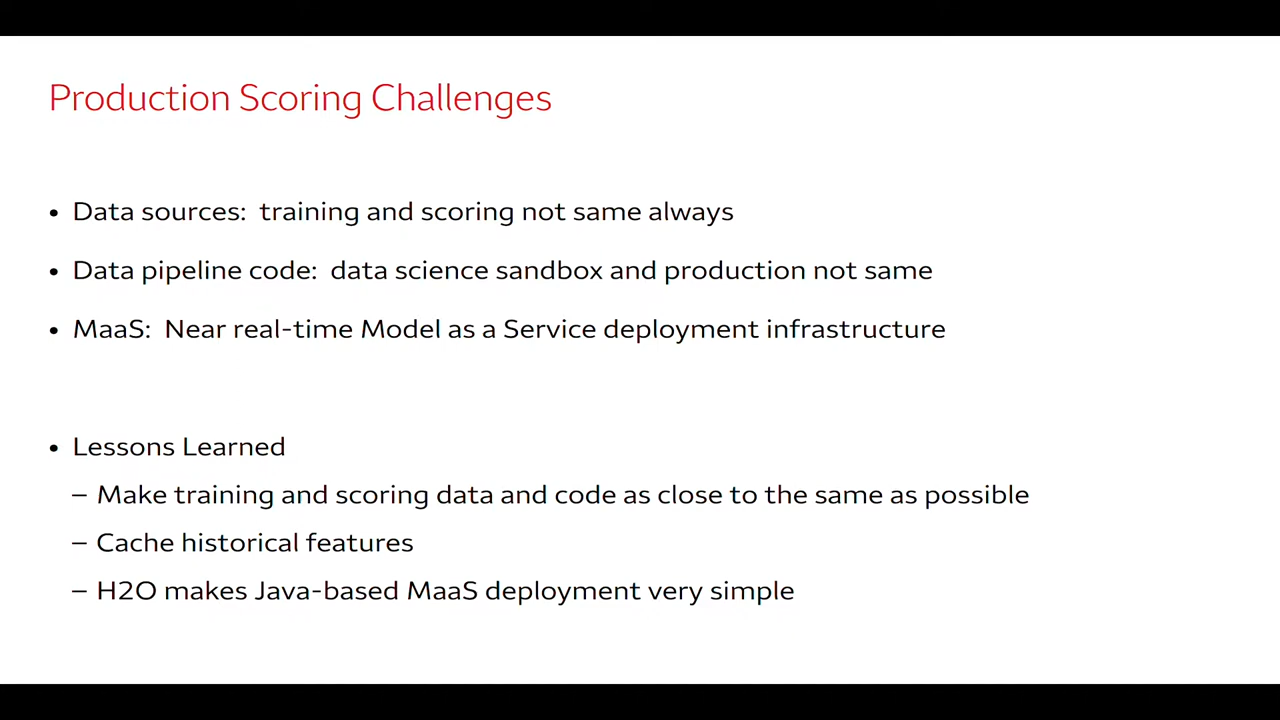 Production Scoring Challenges
• Data sources: training and scoring not same always
• Data pipeline code: data science sandbox and production not same
• MaaS: Near real-time Model as a Service deployment infrastructure
• Lessons Learned
– Make training and scoring data and code as close to the same as possible
– Cache historical features
– H2O makes Java-based MaaS deployment very simple